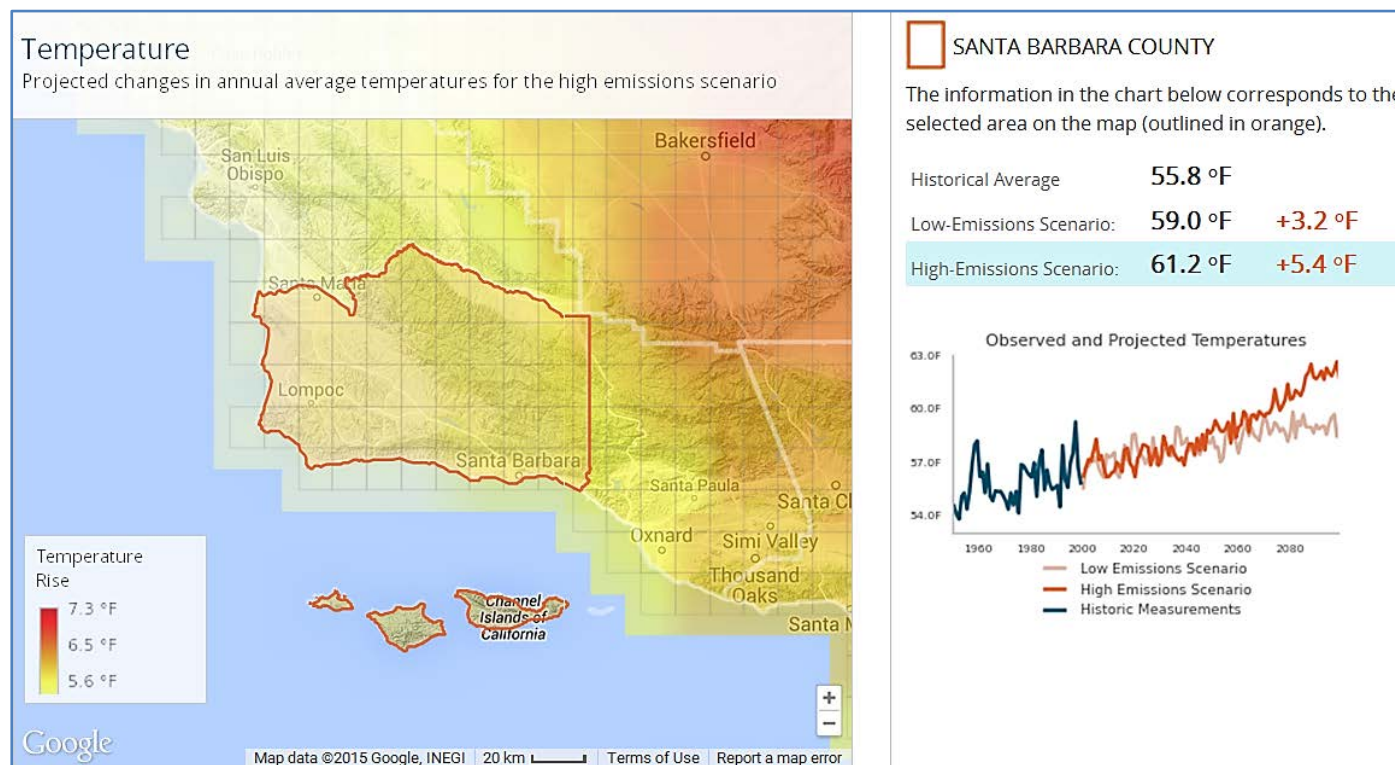 Temperature
Projected changes in annual average temperatures for the high emissions scenario
San Luis
Obispo
Bakersfield
Santa Maria
Lompoc
Santa Barbara
Santa Paula
Santa Cl
Oxnard
Simi Valley
Thousand
Oaks
Santa M
Channel
Islands of
California
Temperature
Rise
7.3 °F
6.5 °F
5.6 °F
+
−
Google
Map data ©2015 Google, INEGI
20 km
Terms of Use
Report a map error
SANTA BARBARA COUNTY
The information in the chart below corresponds to the
selected area on the map (outlined in orange).
Historical Average 55.8 °F
Low-Emissions Scenario: 59.0 °F +3.2 °F
High-Emissions Scenario: 61.2 °F +5.4 °F
Observed and Projected Temperatures
63.0F
60.0F
57.0F
54.0F
1960 1980 2000 2020 2040 2060 2080
Low Emissions Scenario
High Emissions Scenario
Historic Measurements